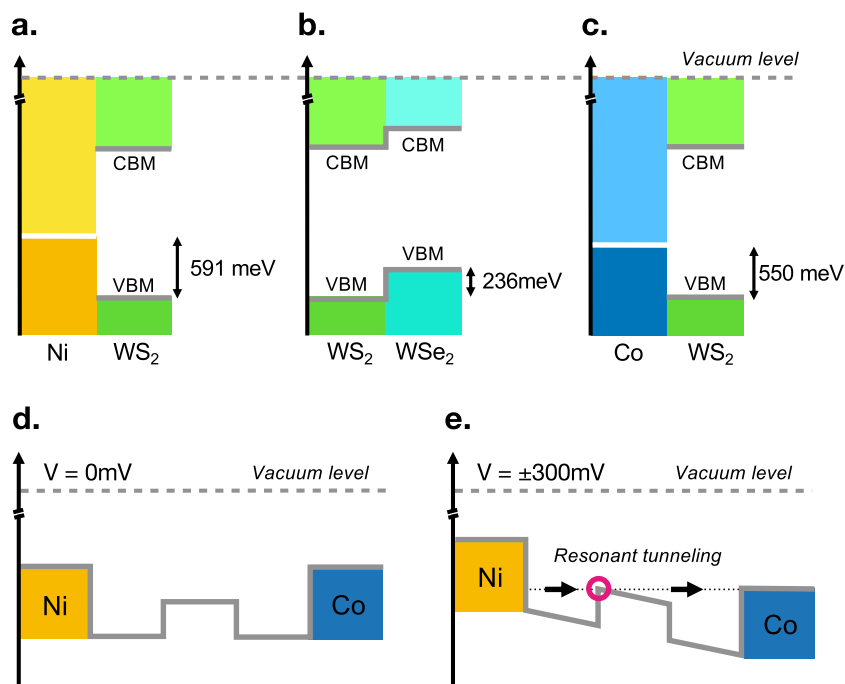 a.
b.
c.
Vacuum level
CBM
CBM
CBM
CBM
VBM
591 meV
VBM
VBM
236meV
VBM
550 meV
Ni
WS₂
WS₂
WSe₂
Co
WS₂
d.
e.
V = 0mV
Vacuum level
V = ±300mV
Vacuum level
Resonant tunneling
Ni
Co
Ni
Co